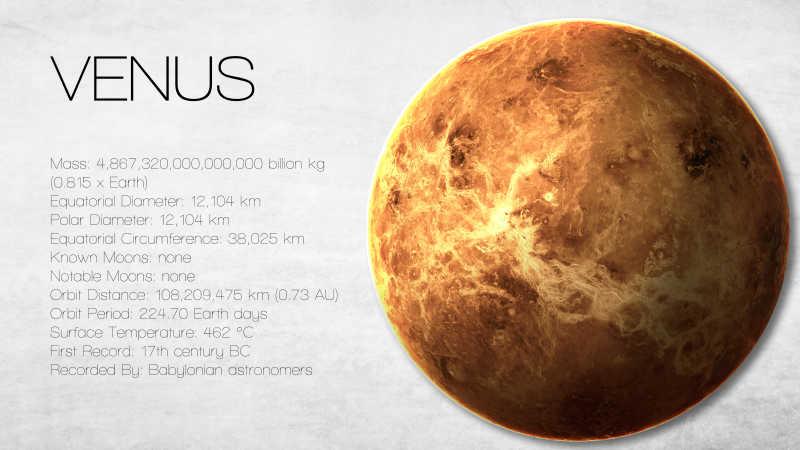 VENUS
Mass: 4,867,320,000,000,000 billion kg
(0.815 x Earth)
Equatorial Diameter: 12,104 km
Polar Diameter: 12,104 km
Equatorial Circumference: 38,025 km
Known Moons: none
Notable Moons: none
Orbit Distance: 108,209,475 km (0.73 AU)
Orbit Period: 224.70 Earth days
Surface Temperature: 462 °C
First Record: 17th century BC
Recorded By: Babylonian astronomers